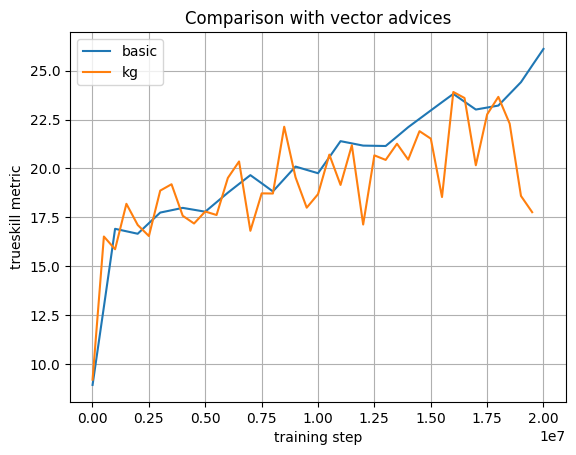 Comparison with vector advices
basic
kg
trueskill metric
25.0
22.5
20.0
17.5
15.0
12.5
10.0
0.00 0.25 0.50 0.75 1.00 1.25 1.50 1.75 2.00
1e7
training step